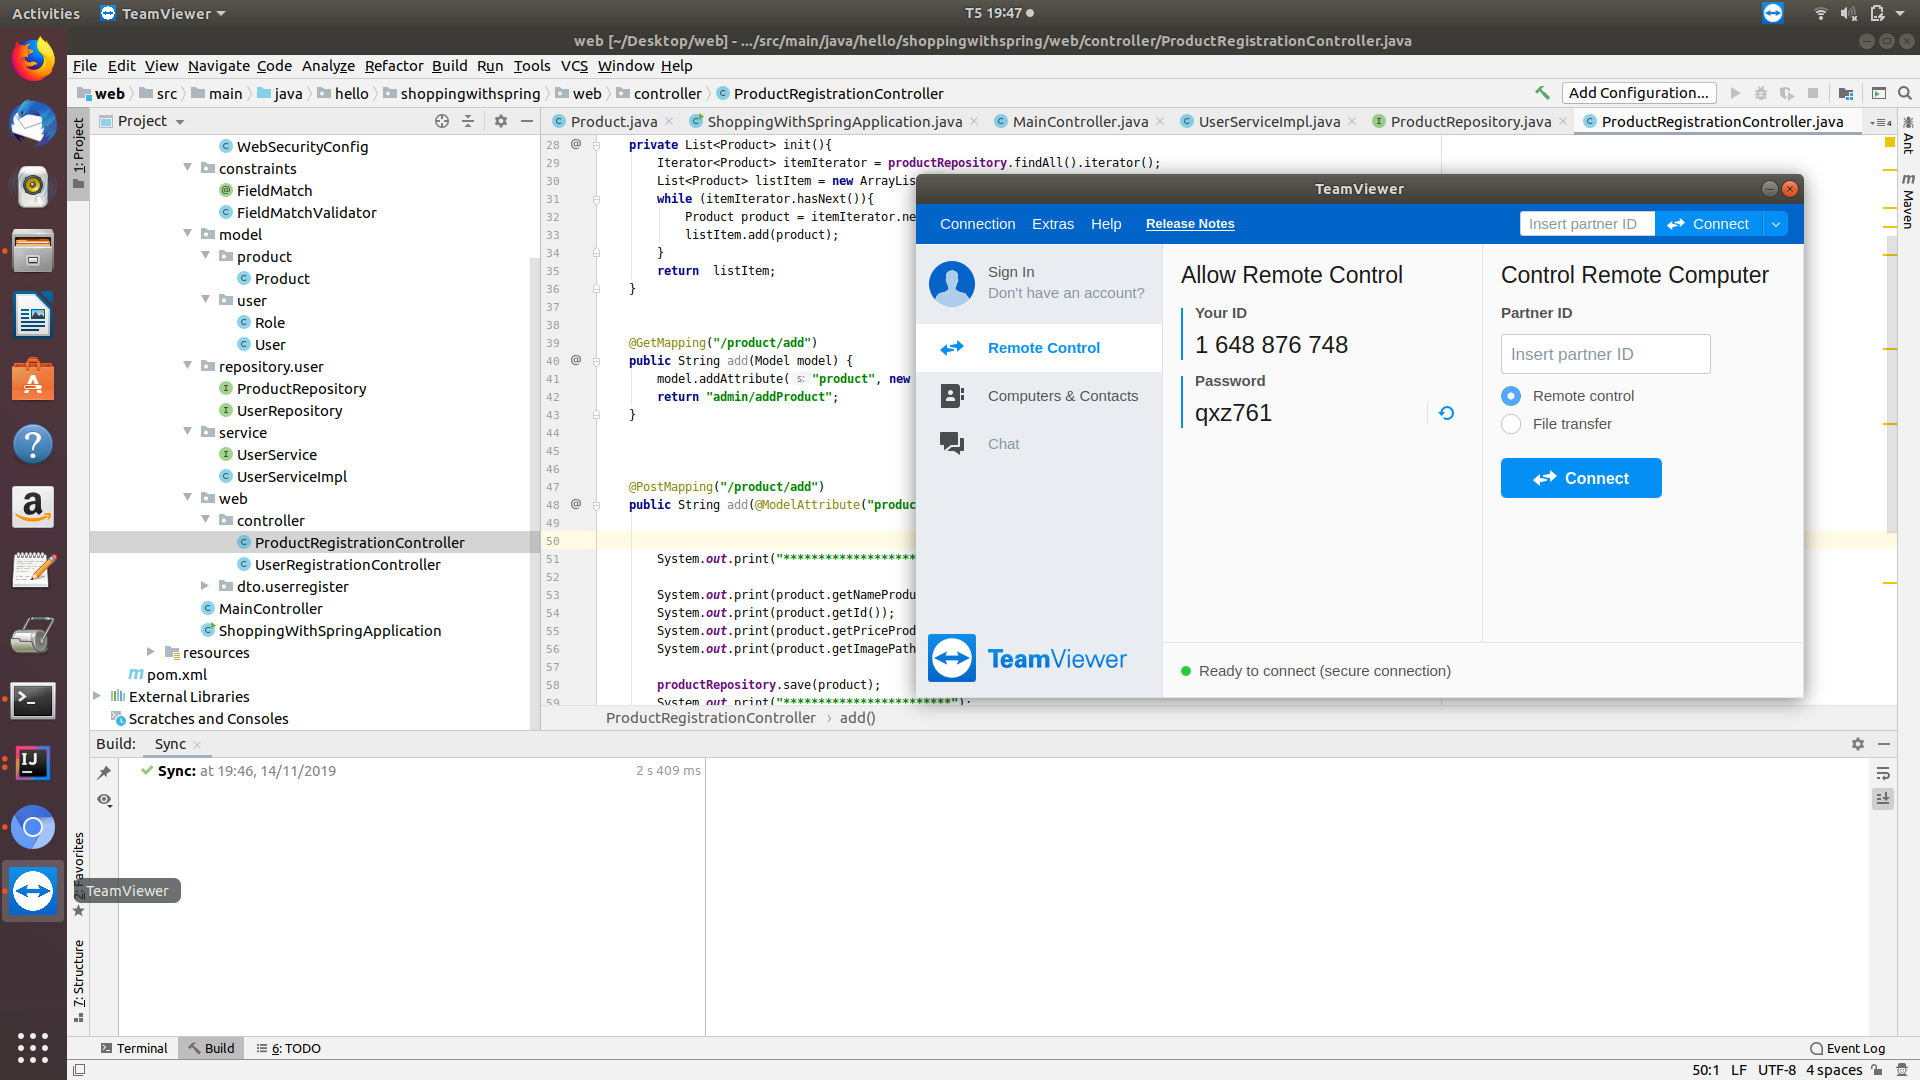 Activities TeamViewer T5 19:47
web [~/Desktop/web] - .../src/main/java/hello/shoppingwithspring/web/controller/ProductRegistrationController.java
File Edit View Navigate Code Analyze Refactor Build Run Tools VCS Window Help
web src main java hello shoppingwithspring web controller ProductRegistrationController Add Configuration...
1: Project
Project
WebSecurityConfig
constraints
FieldMatch
FieldMatchValidator
model
product
Product
user
Role
User
repository.user
ProductRepository
UserRepository
service
UserService
UserServiceImpl
web
controller
ProductRegistrationController
UserRegistrationController
dto.userregister
MainController
ShoppingWithSpringApplication
resources
pom.xml
External Libraries
Scratches and Consoles
Product.java ShoppingWithSpringApplication.java MainController.java UserServiceImpl.java ProductRepository.java ProductRegistrationController.java
28 @ private List<Product> init(){
29 Iterator<Product> itemIterator = productRepository.findAll().iterator();
30 List<Product> listItem = new ArrayLis
31 while (itemIterator.hasNext()){
32 Product product = itemIterator.ne
33 listItem.add(product);
34 }
35 return listItem;
36 }
37
38
39 @GetMapping("/product/add")
40 @ public String add(Model model) {
41 model.addAttribute( s: "product", new
42 return "admin/addProduct";
43 }
44
45
46
47 @PostMapping("/product/add")
48 @ public String add(@ModelAttribute("produc
49
50
51 System.out.print("*******************
52
53 System.out.print(product.getNameProdu
54 System.out.print(product.getId());
55 System.out.print(product.getPriceProd
56 System.out.print(product.getImagePath
57
58 productRepository.save(product);
59 System.out.print("************************");
ProductRegistrationController › add()
Ant
Maven
TeamViewer
Connection Extras Help Release Notes Insert partner ID Connect
Sign In
Don't have an account?
Remote Control
Computers & Contacts
Chat
TeamViewer
Allow Remote Control
Your ID
1 648 876 748
Password
qxz761
Control Remote Computer
Partner ID
Insert partner ID
Remote control
File transfer
Connect
Ready to connect (secure connection)
Build: Sync
Sync: at 19:46, 14/11/2019 2 s 409 ms
2: Favorites
TeamViewer
7: Structure
Terminal Build 6: TODO Event Log
50:1 LF UTF-8 4 spaces